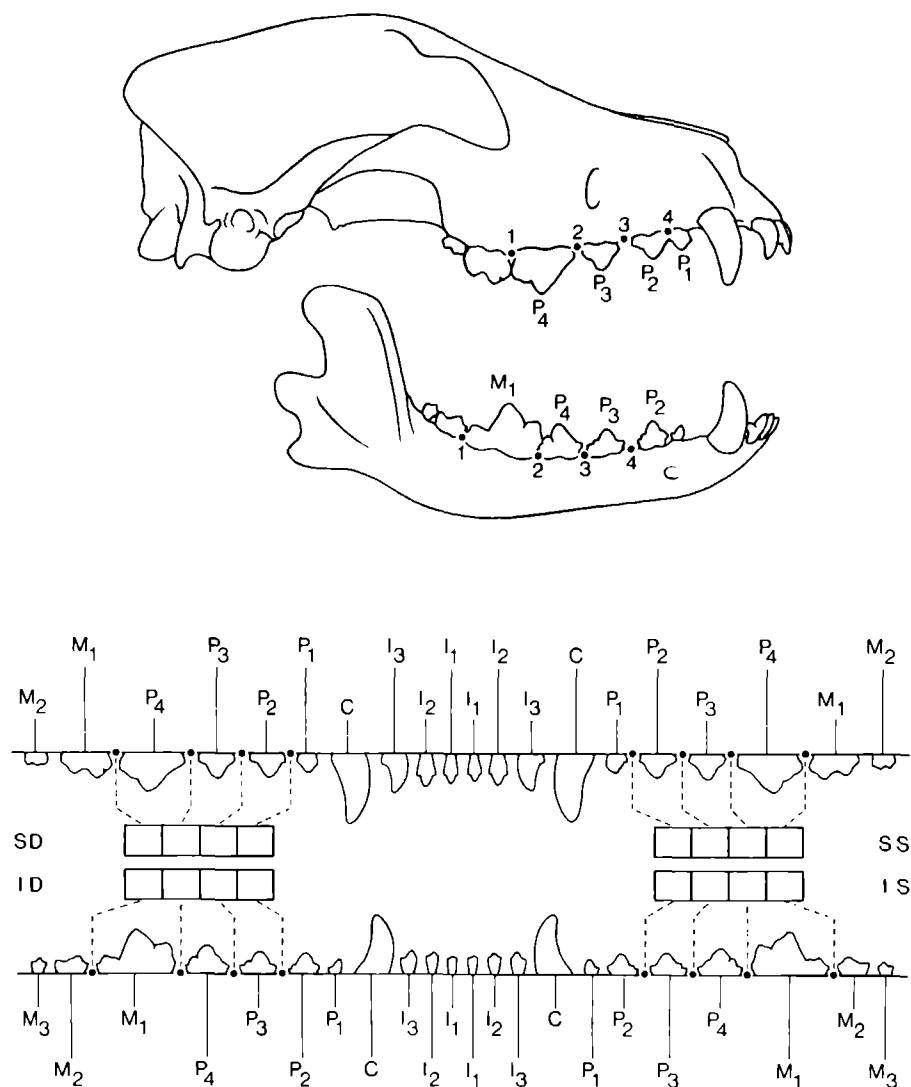 1 2 3 4
P4 P3 P2 P1
M1 P4 P3 P2
1 2 3 4
M1 P3 P1 I3 I1 I2 C P2 P4 M2
M2 P4 P2 C I2 I1 I3 P1 P3 M1
SD SS
ID IS
M3 M1 P3 P1 I3 I1 I2 C P2 P4 M2
M2 P4 P2 C I2 I1 I3 P1 P3 M1 M3